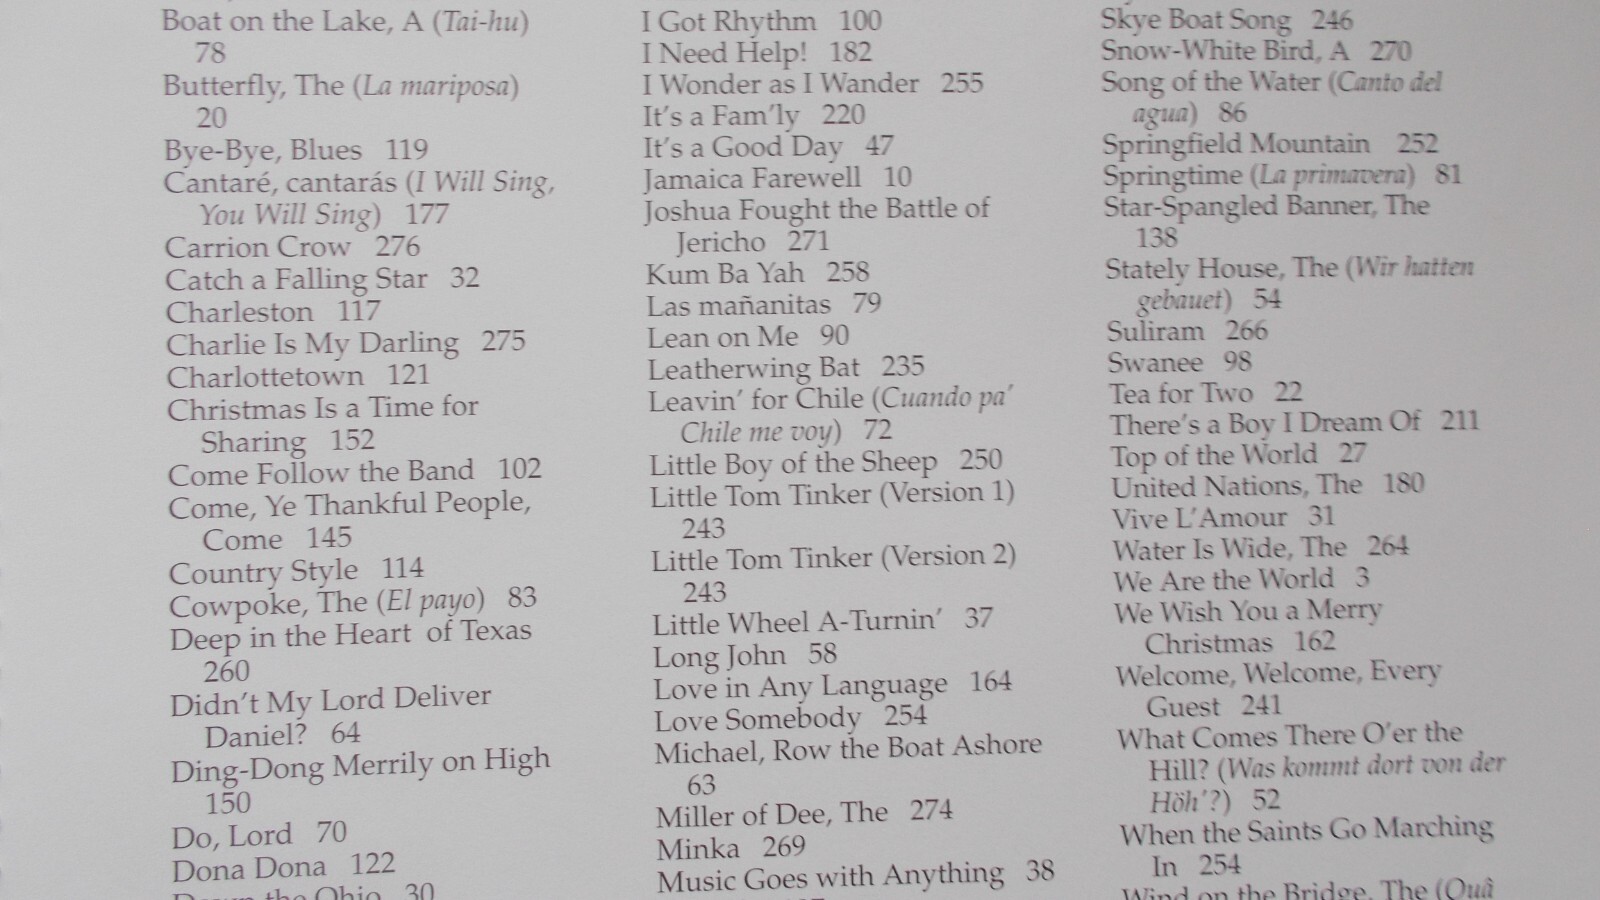 Boat on the Lake, A (Tai-hu)
78
Butterfly, The (La mariposa)
20
Bye-Bye, Blues 119
Cantaré, cantarás (I Will Sing,
You Will Sing) 177
Carrion Crow 276
Catch a Falling Star 32
Charleston 117
Charlie Is My Darling 275
Charlottetown 121
Christmas Is a Time for
Sharing 152
Come Follow the Band 102
Come, Ye Thankful People,
Come 145
Country Style 114
Cowpoke, The (El payo) 83
Deep in the Heart of Texas
260
Didn't My Lord Deliver
Daniel? 64
Ding-Dong Merrily on High
150
Do, Lord 70
Dona Dona 122
Down the Ohio 30
I Got Rhythm 100
I Need Help! 182
I Wonder as I Wander 255
It's a Fam'ly 220
It's a Good Day 47
Jamaica Farewell 10
Joshua Fought the Battle of
Jericho 271
Kum Ba Yah 258
Las mañanitas 79
Lean on Me 90
Leatherwing Bat 235
Leavin' for Chile (Cuando pa'
Chile me voy) 72
Little Boy of the Sheep 250
Little Tom Tinker (Version 1)
243
Little Tom Tinker (Version 2)
243
Little Wheel A-Turnin' 37
Long John 58
Love in Any Language 164
Love Somebody 254
Michael, Row the Boat Ashore
63
Miller of Dee, The 274
Minka 269
Music Goes with Anything 38
Skye Boat Song 246
Snow-White Bird, A 270
Song of the Water (Canto del
agua) 86
Springfield Mountain 252
Springtime (La primavera) 81
Star-Spangled Banner, The
138
Stately House, The (Wir hatten
gebauet) 54
Suliram 266
Swanee 98
Tea for Two 22
There's a Boy I Dream Of 211
Top of the World 27
United Nations, The 180
Vive L'Amour 31
Water Is Wide, The 264
We Are the World 3
We Wish You a Merry
Christmas 162
Welcome, Welcome, Every
Guest 241
What Comes There O'er the
Hill? (Was kommt dort von der
Höh'?) 52
When the Saints Go Marching
In 254
Wind on the Bridge, The (Quâ